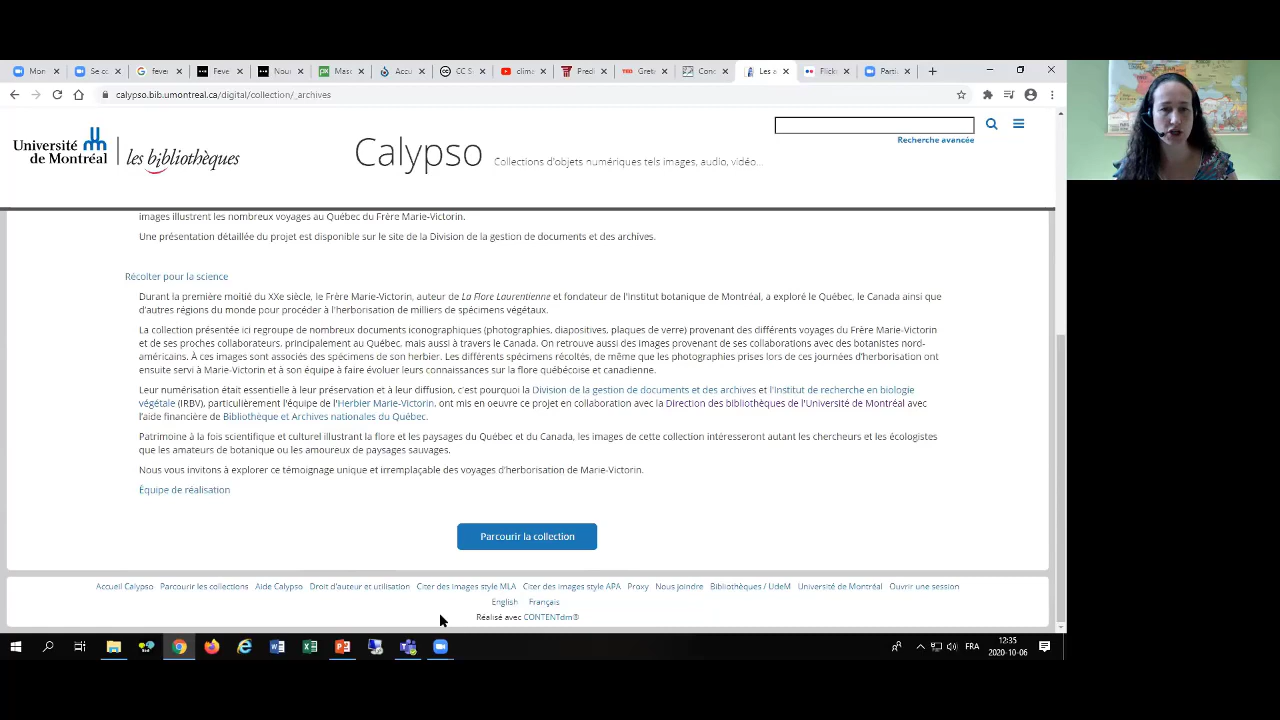 Mon
Se co
fever
Feve
Nou
Mas
Accu
CC S
clima
Predi
Gret
Cons
Les a
Flick
Parti
calypso.bib.umontreal.ca/digital/collection/_archives
Université de Montréal
les bibliothèques
Calypso Collections d'objets numériques tels images, audio, vidéo...
Recherche avancée
images illustrent les nombreux voyages au Québec du Frère Marie-Victorin.
Une présentation détaillée du projet est disponible sur le site de la Division de la gestion de documents et des archives.
Récolter pour la science
Durant la première moitié du XXe siècle, le Frère Marie-Victorin, auteur de La Flore Laurentienne et fondateur de l'Institut botanique de Montréal, a exploré le Québec, le Canada ainsi que
d'autres régions du monde pour procéder à l'herborisation de milliers de spécimens végétaux.
La collection présentée ici regroupe de nombreux documents iconographiques (photographies, diapositives, plaques de verre) provenant des différents voyages du Frère Marie-Victorin
et de ses proches collaborateurs, principalement au Québec, mais aussi à travers le Canada. On retrouve aussi des images provenant de ses collaborations avec des botanistes nord-
américains. À ces images sont associés des spécimens de son herbier. Les différents spécimens récoltés, de même que les photographies prises lors de ces journées d'herborisation ont
ensuite servi à Marie-Victorin et à son équipe à faire évoluer leurs connaissances sur la flore québécoise et canadienne.
Leur numérisation était essentielle à leur préservation et à leur diffusion, c'est pourquoi la Division de la gestion de documents et des archives et l'Institut de recherche en biologie
végétale (IRBV), particulièrement l'équipe de l'Herbier Marie-Victorin, ont mis en oeuvre ce projet en collaboration avec la Direction des bibliothèques de l'Université de Montréal avec
l'aide financière de Bibliothèque et Archives nationales du Québec.
Patrimoine à la fois scientifique et culturel illustrant la flore et les paysages du Québec et du Canada, les images de cette collection intéresseront autant les chercheurs et les écologistes
que les amateurs de botanique ou les amoureux de paysages sauvages.
Nous vous invitons à explorer ce témoignage unique et irremplaçable des voyages d'herborisation de Marie-Victorin.
Équipe de réalisation
Parcourir la collection
Accueil Calypso Parcourir les collections Aide Calypso Droit d'auteur et utilisation Citer des images style MLA Citer des images style APA Proxy Nous joindre Bibliothèques / UdeM Université de Montréal Ouvrir une session
English Français
Réalisé avec CONTENTdm®
FRA
12:35
2020-10-06